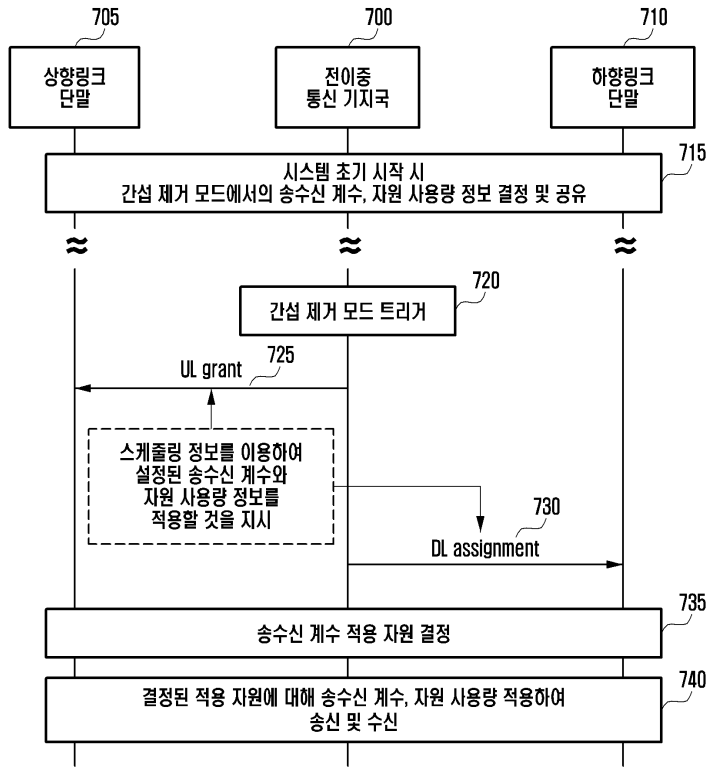 705
700
710
상향링크
단말
전이중
통신 기지국
하향링크
단말
715
시스템 초기 시작 시
간섭 제거 모드에서의 송수신 계수, 자원 사용량 정보 결정 및 공유
720
간섭 제거 모드 트리거
UL grant
725
스케줄링 정보를 이용하여
설정된 송수신 계수와
자원 사용량 정보를
적용할 것을 지시
730
DL assignment
735
송수신 계수 적용 자원 결정
740
결정된 적용 자원에 대해 송수신 계수, 자원 사용량 적용하여
송신 및 수신